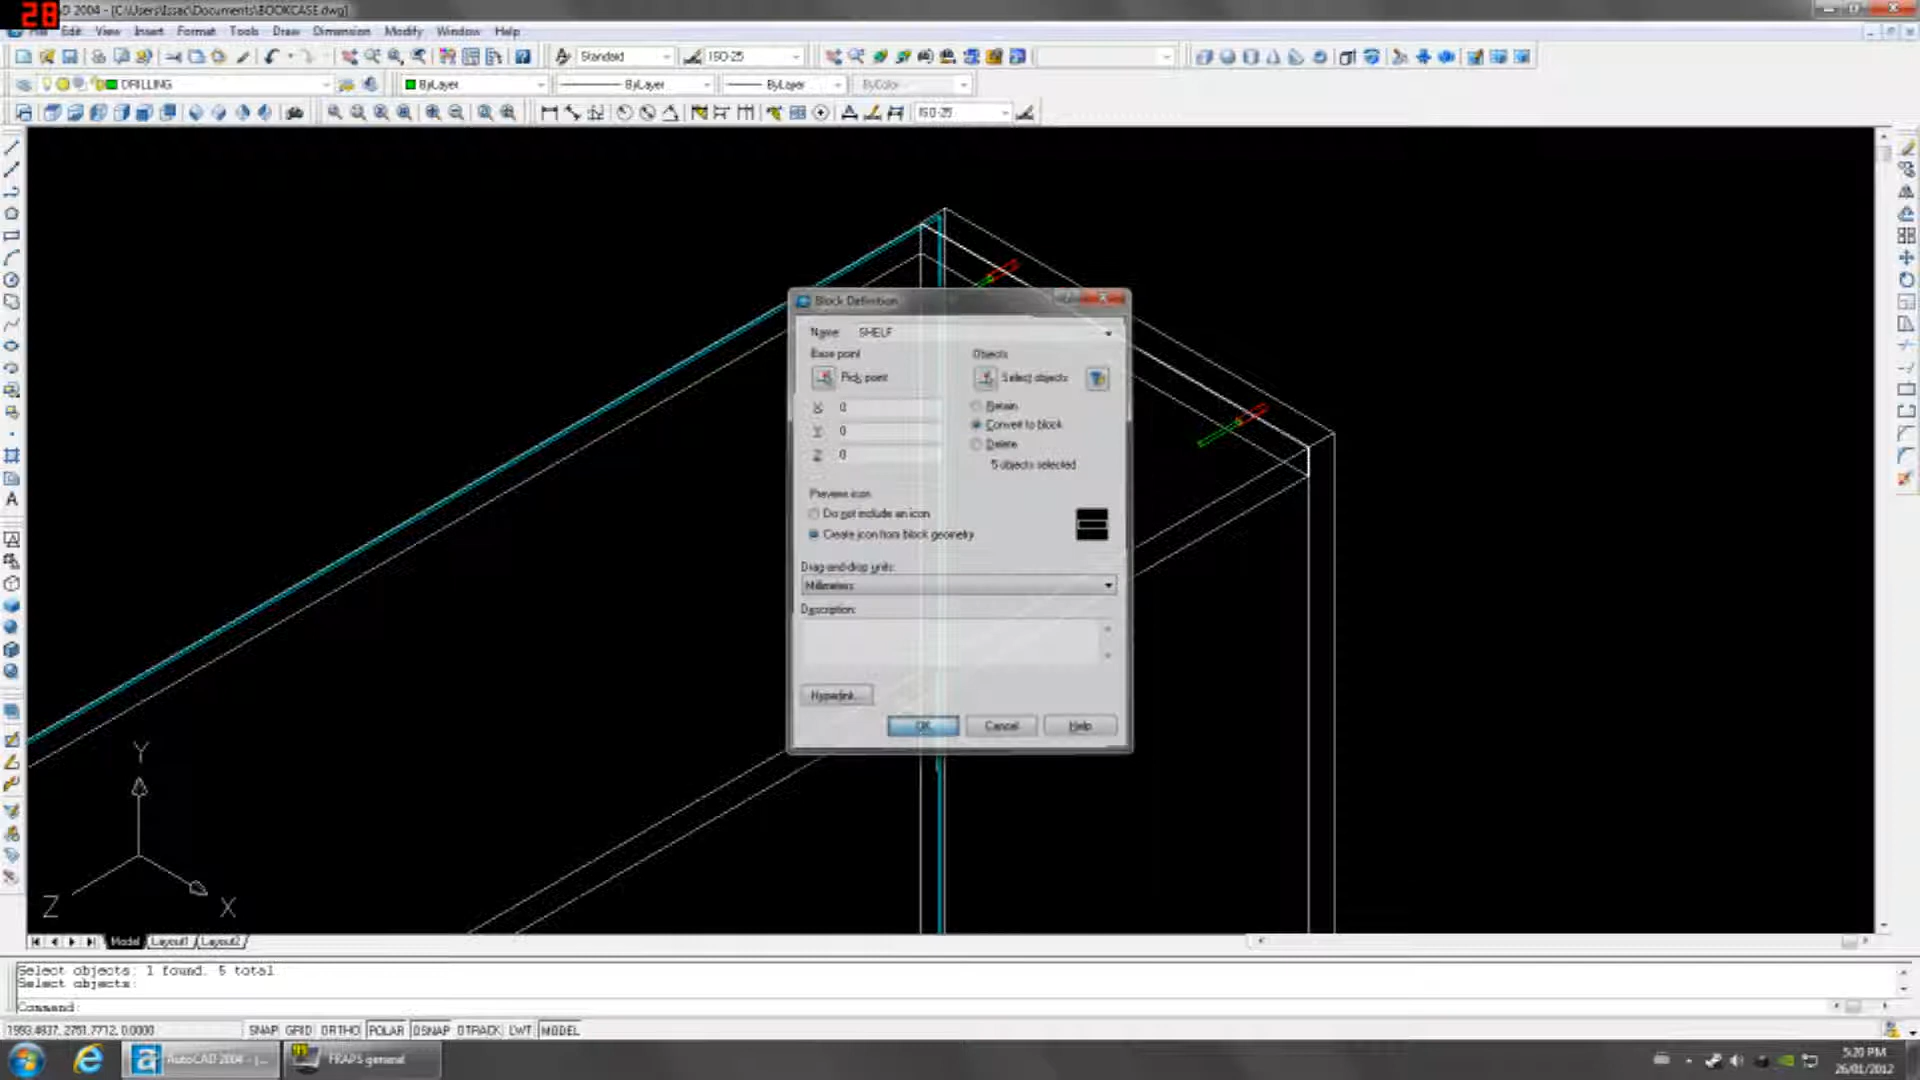 28
CAD 2004 - [C:\Users\Issac\Documents\BOOKCASE.dwg]
Edit View Insert Format Tools Draw Dimension Modify Window Help
Standard ISO-25
DRILLING ByLayer ByLayer ByLayer ByColor
ISO-25
Block Definition
Name: SHELF
Base point Objects
Pick point Select objects
X: 0 Retain
Y: 0 Convert to block
Z: 0 Delete
5 objects selected
Preview icon
Do not include an icon
Create icon from block geometry
Drag-and-drop units:
Millimeters
Description:
Hyperlink...
OK Cancel Help
Y
Z X
A
Model Layout1 Layout2
Select objects: 1 found, 5 total
Select objects:
Command:
1993.4837, 2761.7712, 0.0000 SNAP GRID ORTHO POLAR OSNAP OTRACK LWT MODEL
AutoCAD 2004 - [... FRAPS general
5:20 PM
26/01/2012